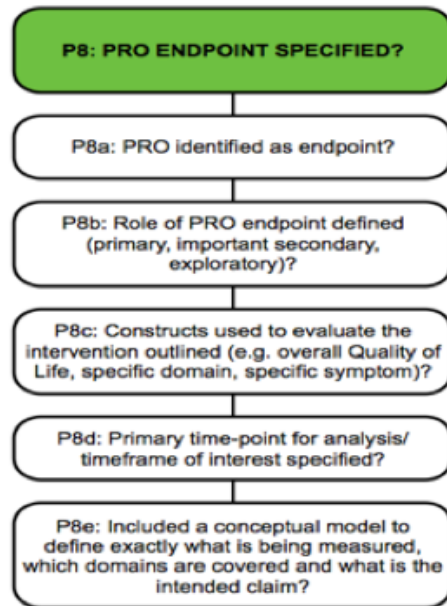 P8: PRO ENDPOINT SPECIFIED?
P8a: PRO identified as endpoint?
P8b: Role of PRO endpoint defined
(primary, important secondary,
exploratory)?
P8c: Constructs used to evaluate the
intervention outlined (e.g. overall Quality of
Life, specific domain, specific symptom)?
P8d: Primary time-point for analysis/
timeframe of interest specified?
P8e: Included a conceptual model to
define exactly what is being measured,
which domains are covered and what is the
intended claim?